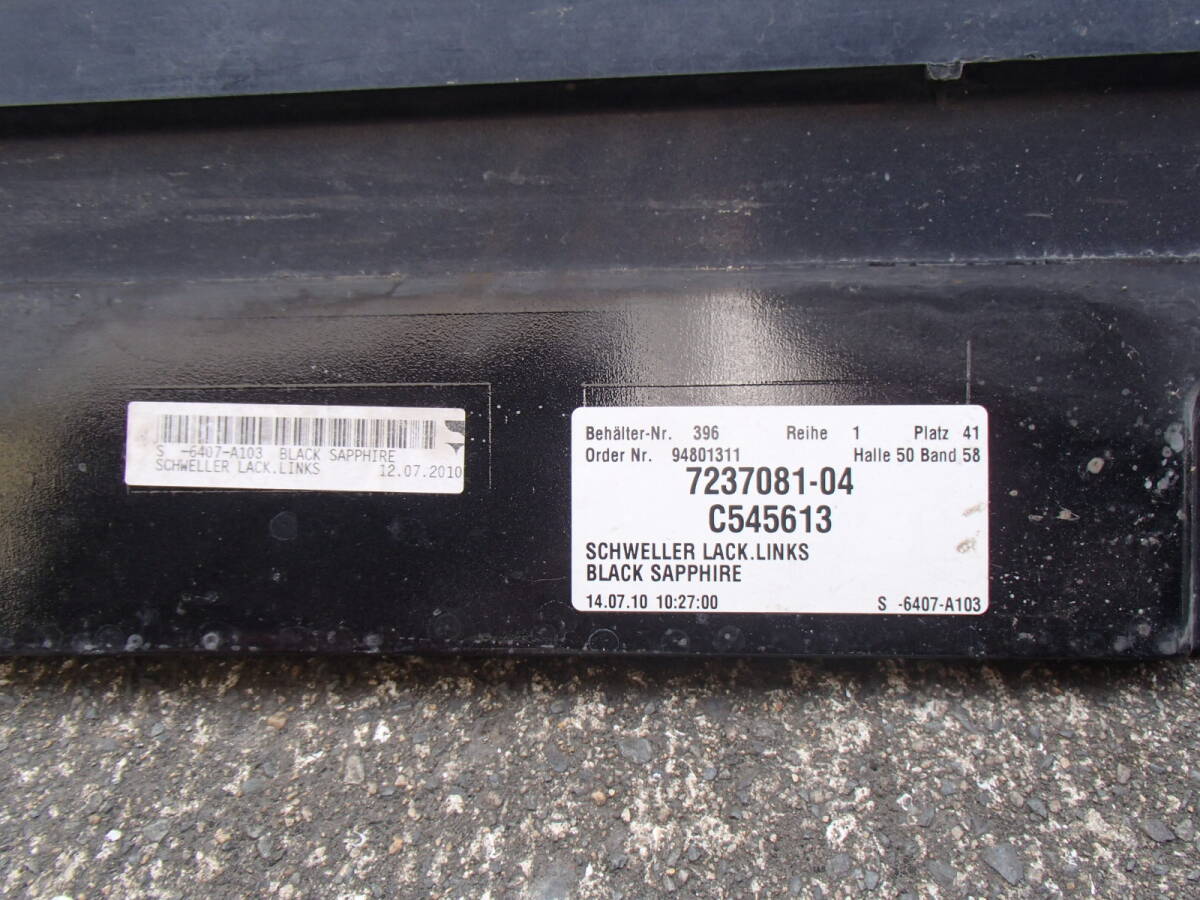 S -6407-A103 BLACK SAPPHIRE
SCHWELLER LACK.LINKS 12.07.2010
Behälter-Nr. 396 Reihe 1 Platz 41
Order Nr. 94801311 Halle 50 Band 58
7237081-04
C545613
SCHWELLER LACK.LINKS
BLACK SAPPHIRE
14.07.10 10:27:00 S -6407-A103